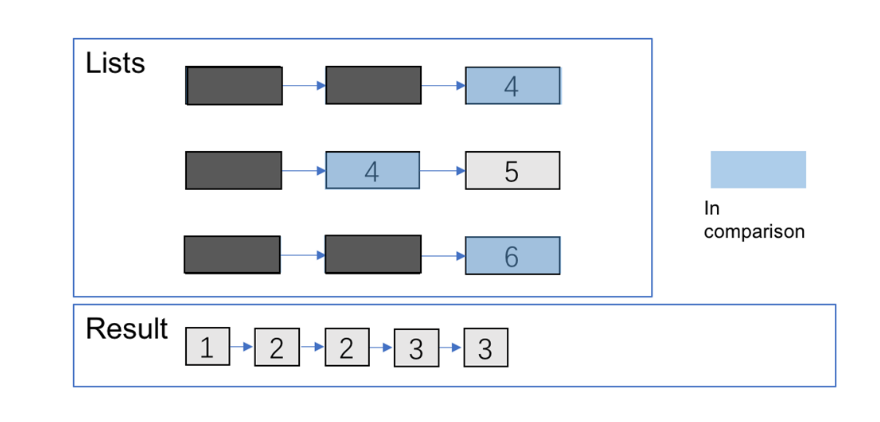 Lists
4
4 5
6
In
comparison
Result 1 2 2 3 3